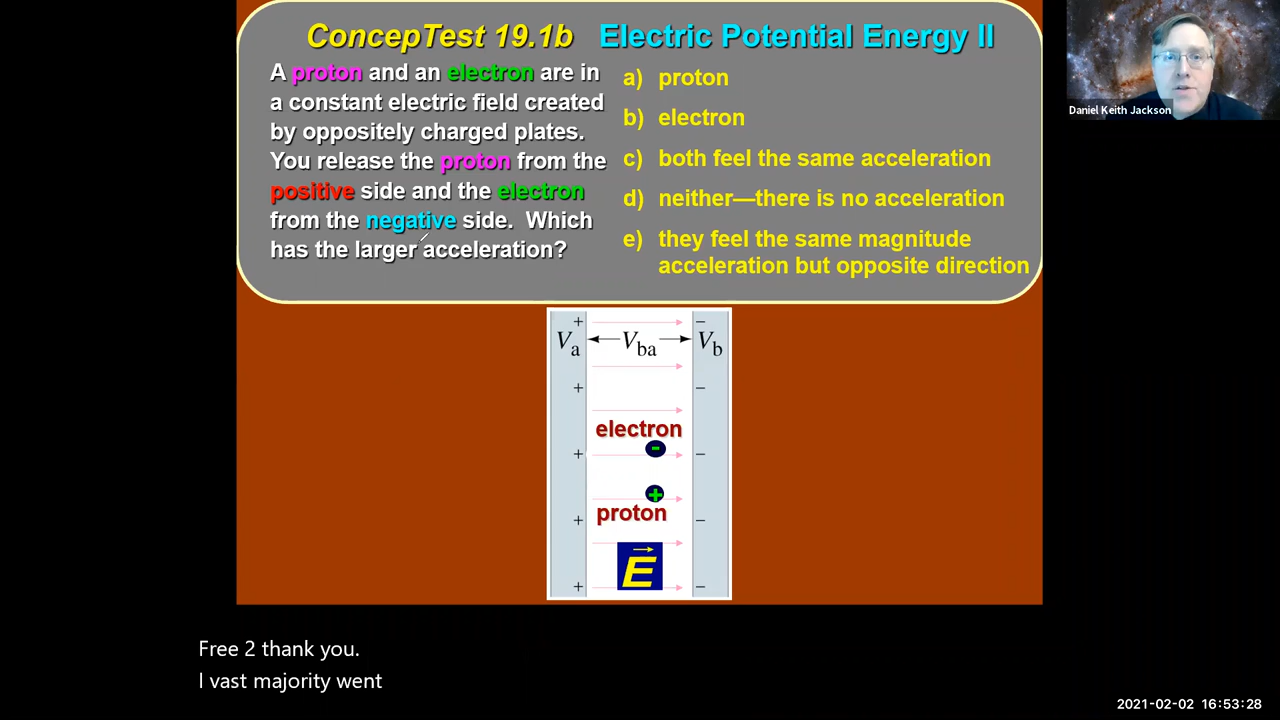 ConcepTest 19.1b Electric Potential Energy II
A proton and an electron are in
a constant electric field created
by oppositely charged plates.
You release the proton from the
positive side and the electron
from the negative side. Which
has the larger acceleration?
a) proton
b) electron
c) both feel the same acceleration
d) neither—there is no acceleration
e) they feel the same magnitude
acceleration but opposite direction
Daniel Keith Jackson
+ −
Va Vba Vb
+ −
electron
-
+ −
+
proton
+ −
E
+ −
Free 2 thank you.
I vast majority went
2021-02-02 16:53:28